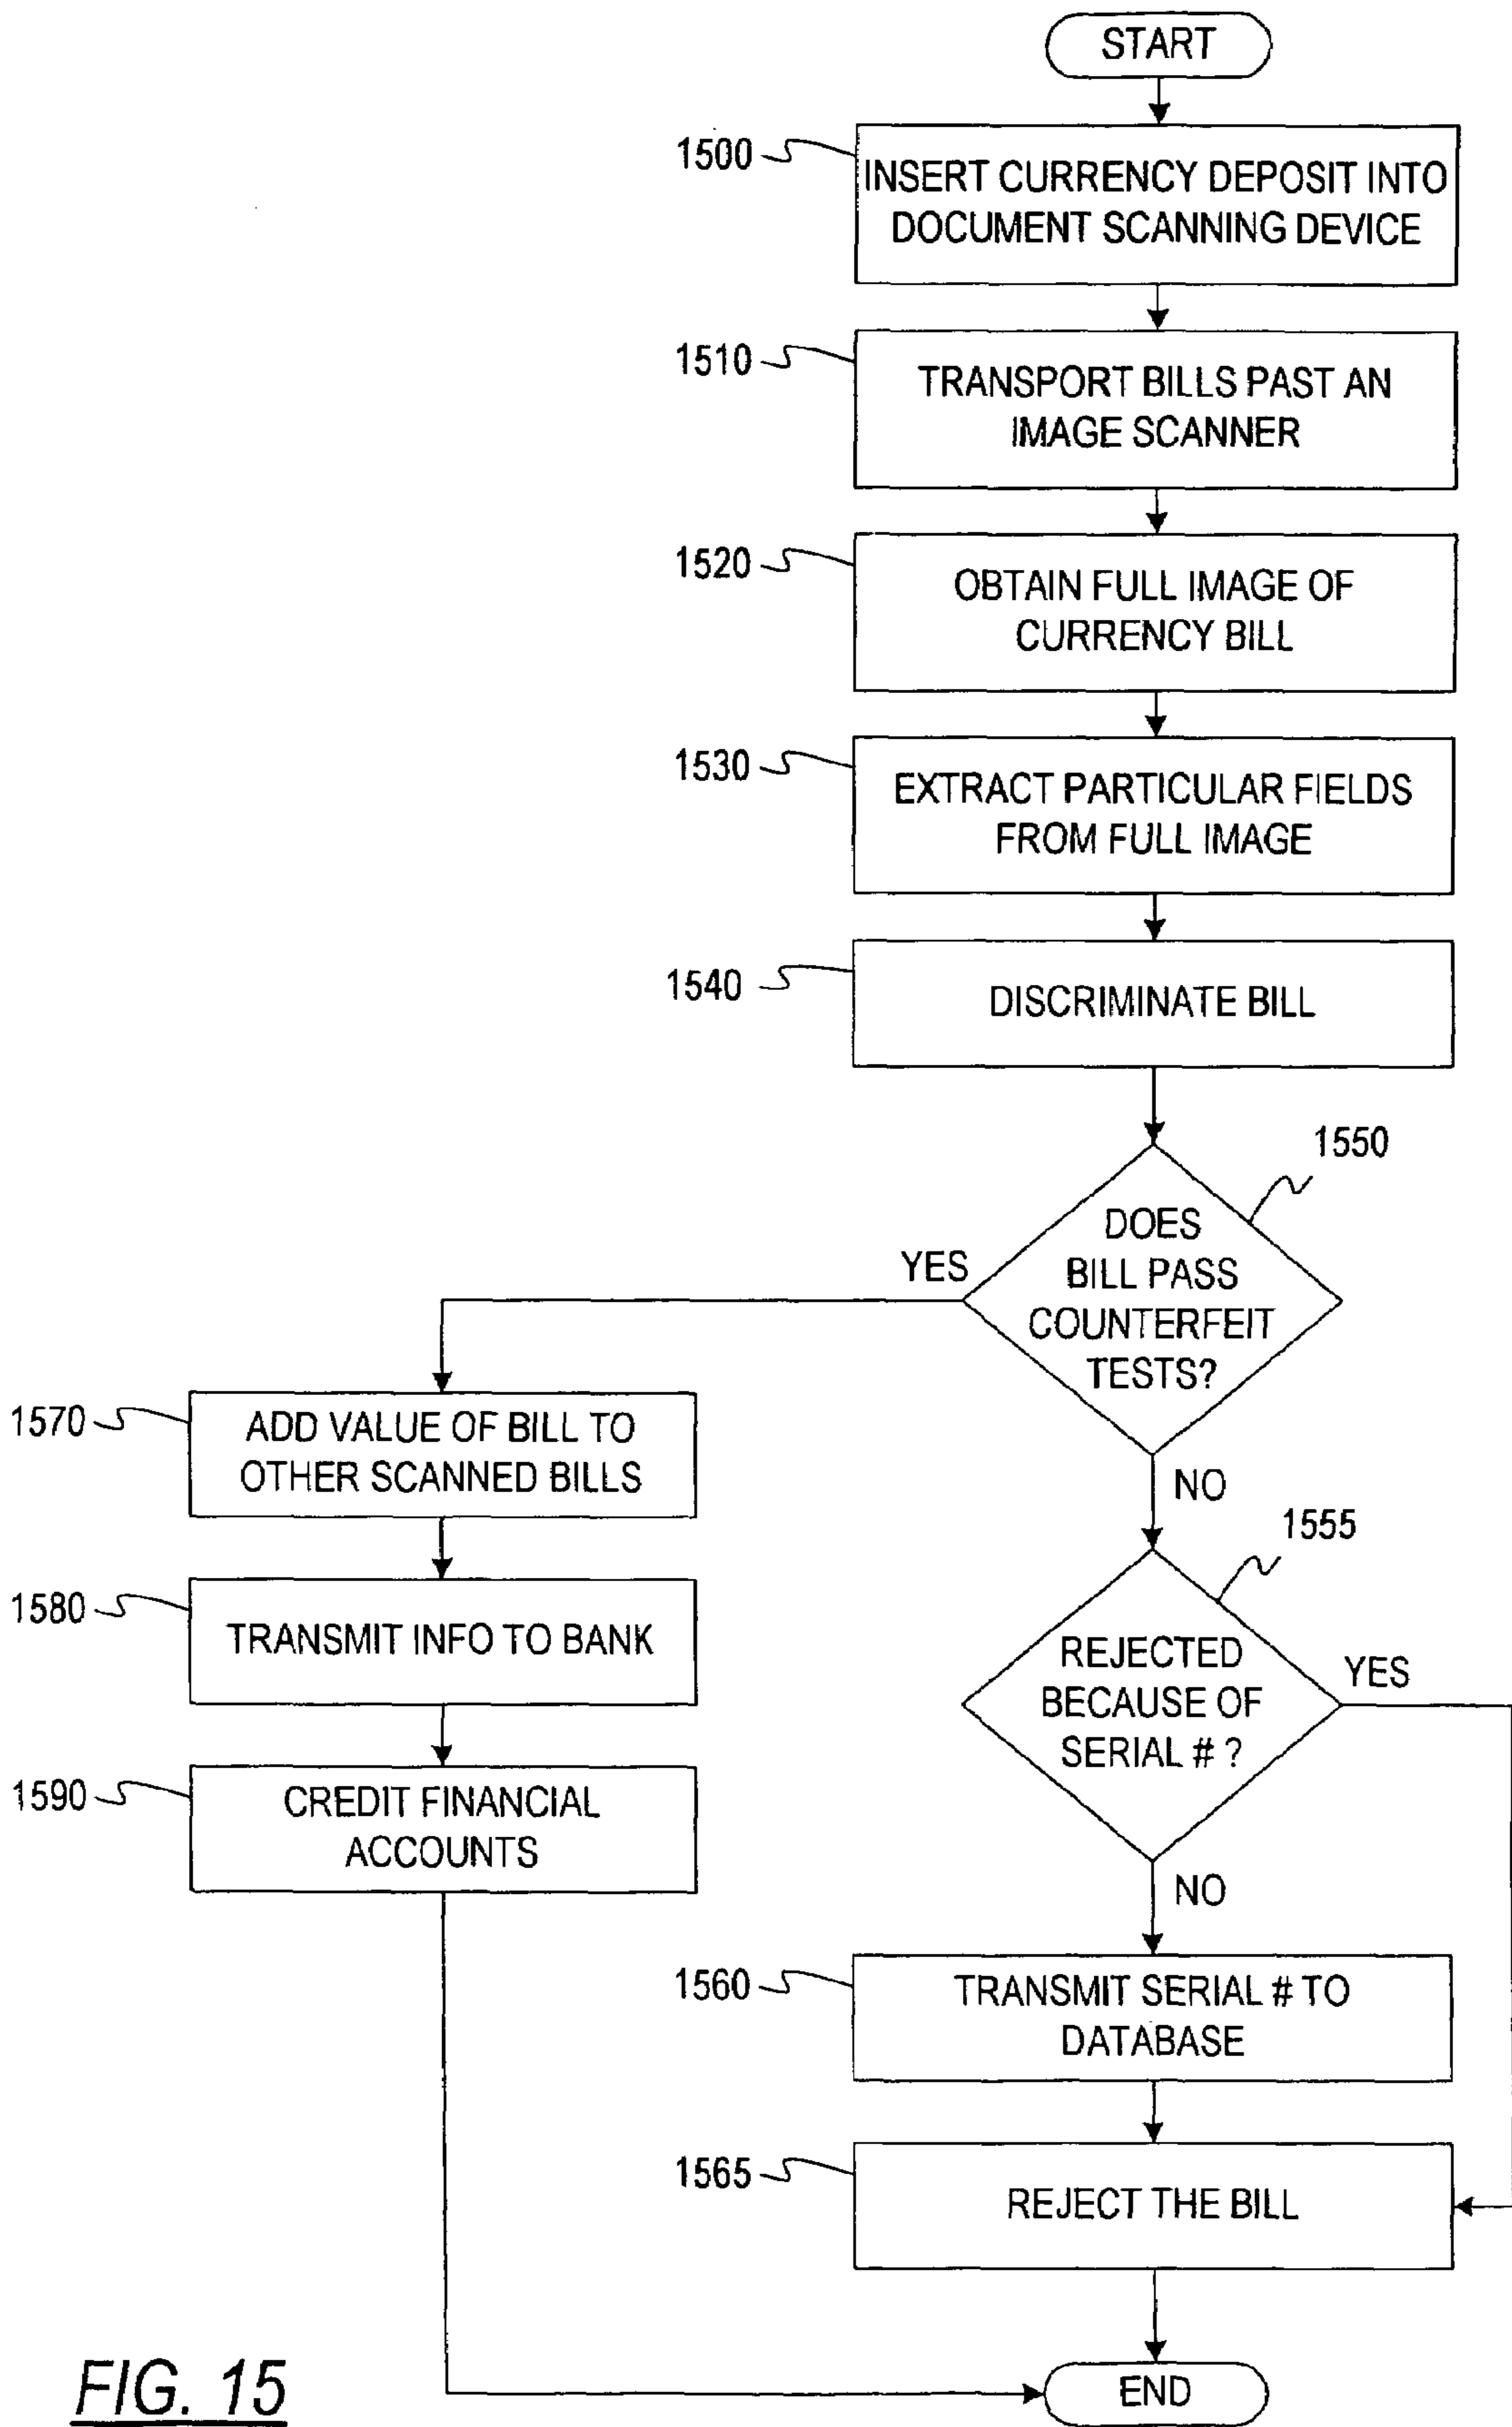 START
1500
INSERT CURRENCY DEPOSIT INTO
DOCUMENT SCANNING DEVICE
1510
TRANSPORT BILLS PAST AN
IMAGE SCANNER
1520
OBTAIN FULL IMAGE OF
CURRENCY BILL
1530
EXTRACT PARTICULAR FIELDS
FROM FULL IMAGE
1540
DISCRIMINATE BILL
1550
DOES
BILL PASS
COUNTERFEIT
TESTS?
YES
NO
1570
ADD VALUE OF BILL TO
OTHER SCANNED BILLS
1580
TRANSMIT INFO TO BANK
1590
CREDIT FINANCIAL
ACCOUNTS
1555
REJECTED
BECAUSE OF
SERIAL # ?
YES
NO
1560
TRANSMIT SERIAL # TO
DATABASE
1565
REJECT THE BILL
END
FIG. 15